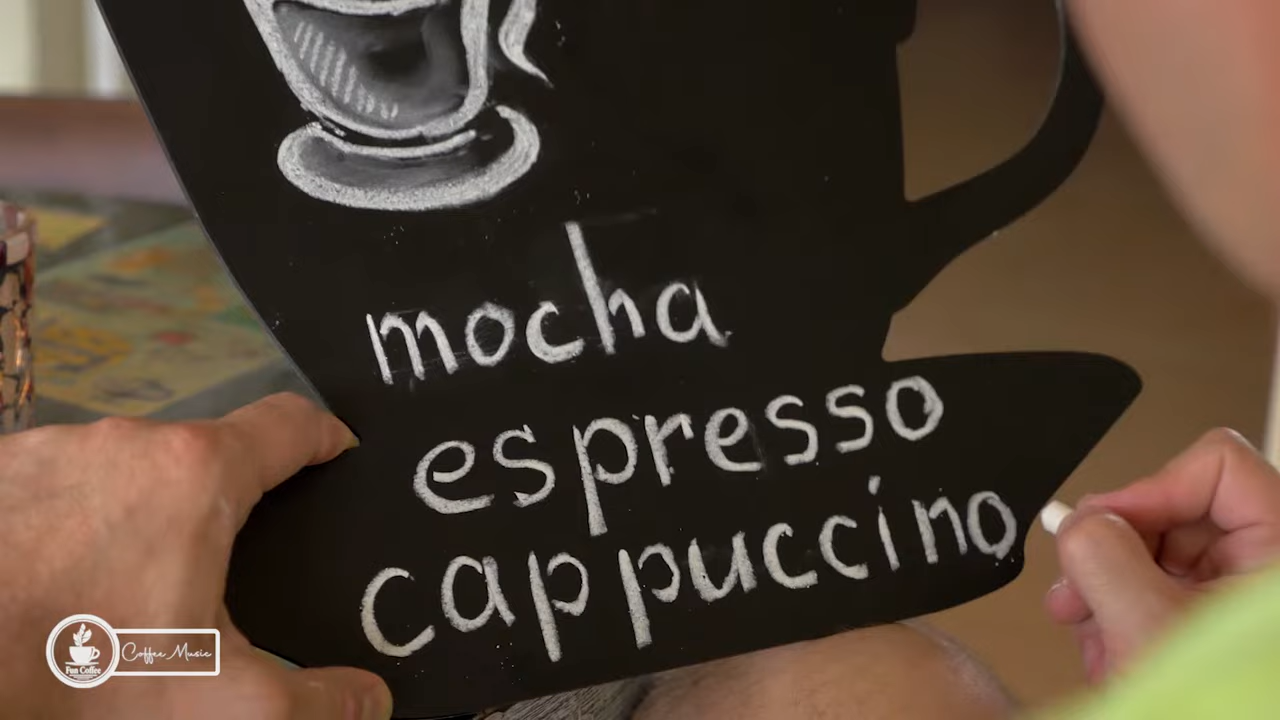 mocha
espresso
cappuccino
Fun Coffee
Coffee Music